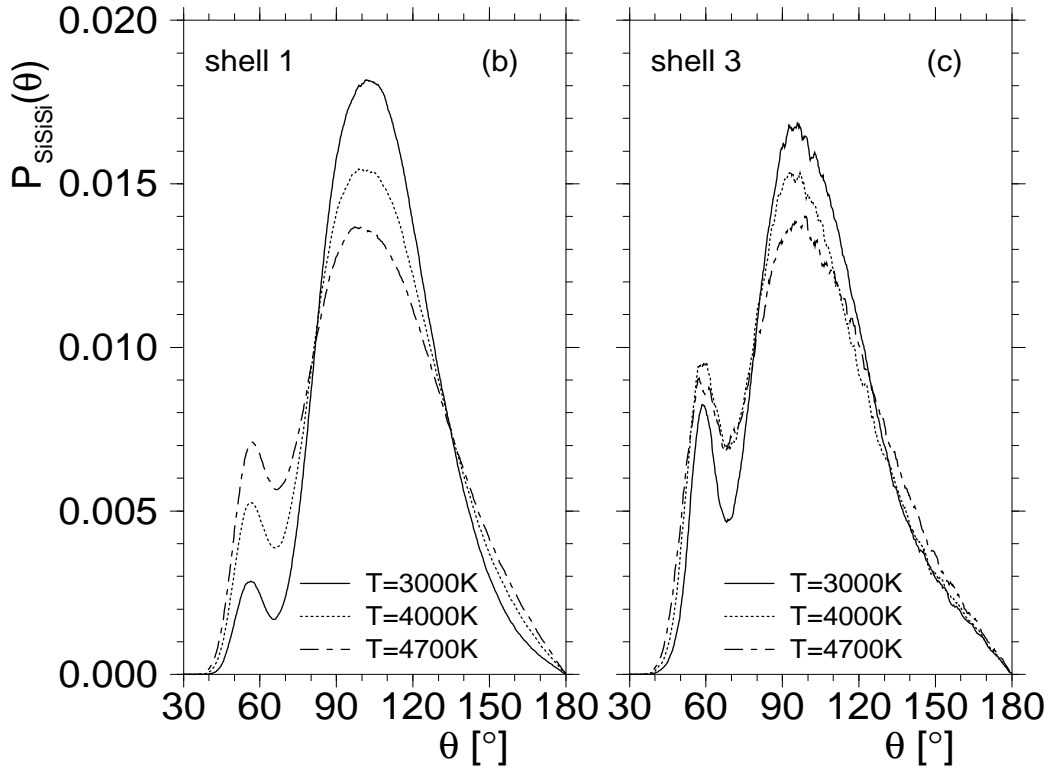 0.020
0.015
0.010
0.005
0.000
P_SiSiSi(θ)
shell 1
(b)
T=3000K
T=4000K
T=4700K
30 60 90 120 150 180
θ [°]
shell 3
(c)
T=3000K
T=4000K
T=4700K
30 60 90 120 150 180
θ [°]